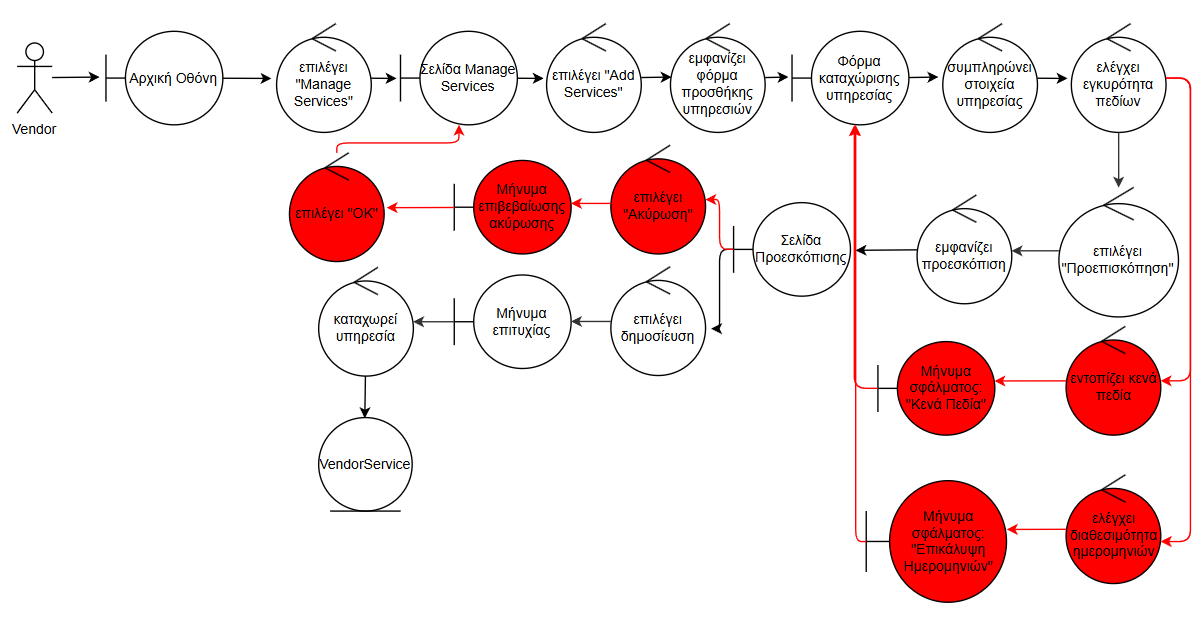 Vendor
Αρχική Οθόνη
επιλέγει
"Manage
Services"
Σελίδα Manage
Services
επιλέγει "Add
Services"
εμφανίζει
φόρμα
προσθήκης
υπηρεσιών
Φόρμα
καταχώρισης
υπηρεσίας
συμπληρώνει
στοιχεία
υπηρεσίας
ελέγχει
εγκυρότητα
πεδίων
επιλέγει "ΟΚ"
Μήνυμα
επιβεβαίωσης
ακύρωσης
επιλέγει
"Ακύρωση"
Σελίδα
Προεσκόπισης
εμφανίζει
προεσκόπιση
επιλέγει
"Προεπισκόπηση"
καταχωρεί
υπηρεσία
Μήνυμα
επιτυχίας
επιλέγει
δημοσίευση
Μήνυμα
σφάλματος:
"Κενά Πεδία"
εντοπίζει κενά
πεδία
VendorService
Μήνυμα
σφάλματος:
"Επικάλυψη
Ημερομηνιών"
ελέγχει
διαθεσιμότητα
ημερομηνιών